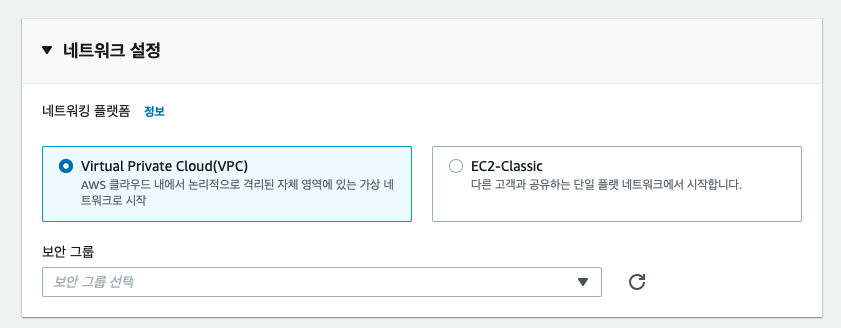 네트워크 설정
네트워킹 플랫폼 정보
Virtual Private Cloud(VPC)
AWS 클라우드 내에서 논리적으로 격리된 자체 영역에 있는 가상 네
트워크로 시작
EC2-Classic
다른 고객과 공유하는 단일 플랫 네트워크에서 시작합니다.
보안 그룹
보안 그룹 선택